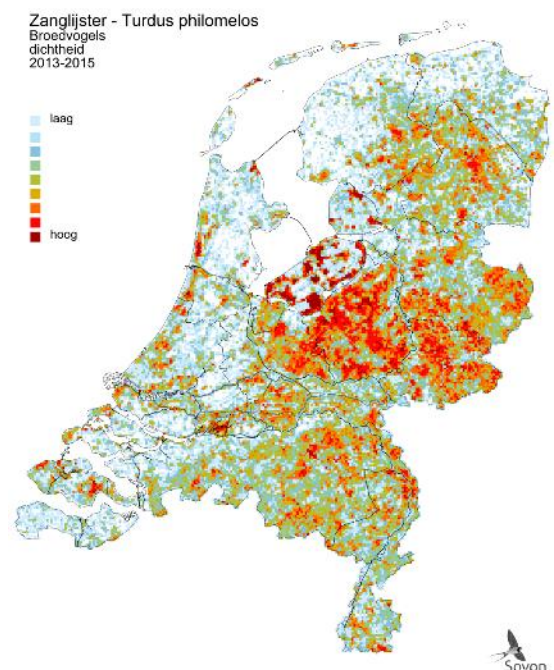 Zanglijster - Turdus philomelos
Broedvogels
dichtheid
2013-2015
laag
hoog
Sovon